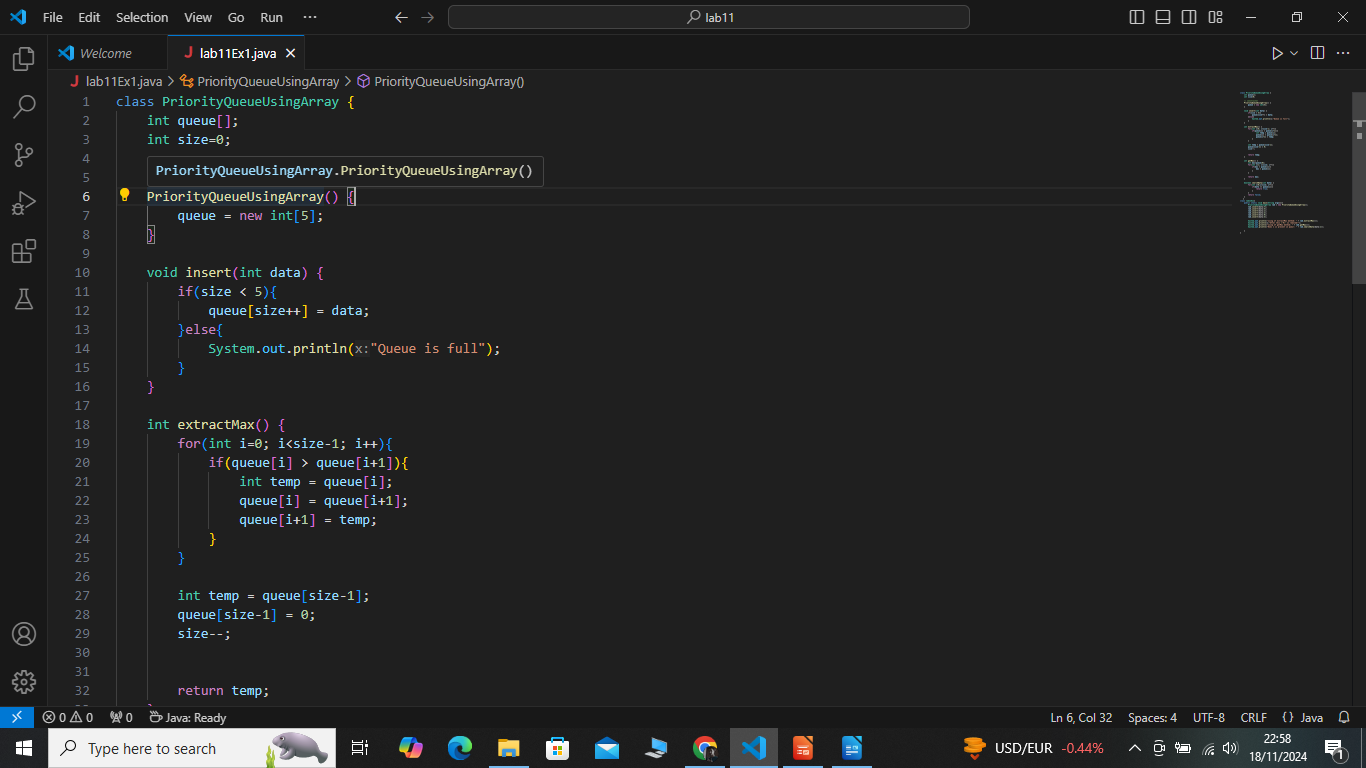 File Edit Selection View Go Run ··· lab11
Welcome lab11Ex1.java
lab11Ex1.java > PriorityQueueUsingArray > PriorityQueueUsingArray()
1 class PriorityQueueUsingArray {
2 int queue[];
3 int size=0;
4
PriorityQueueUsingArray.PriorityQueueUsingArray()
5
6 PriorityQueueUsingArray() {
7 queue = new int[5];
8 }
9
10 void insert(int data) {
11 if(size < 5){
12 queue[size++] = data;
13 }else{
14 System.out.println(x:"Queue is full");
15 }
16 }
17
18 int extractMax() {
19 for(int i=0; i<size-1; i++){
20 if(queue[i] > queue[i+1]){
21 int temp = queue[i];
22 queue[i] = queue[i+1];
23 queue[i+1] = temp;
24 }
25 }
26
27 int temp = queue[size-1];
28 queue[size-1] = 0;
29 size--;
30
31
32 return temp;
0 0 0 Java: Ready Ln 6, Col 32 Spaces: 4 UTF-8 CRLF {} Java
Type here to search USD/EUR -0.44% 22:58
18/11/2024
1